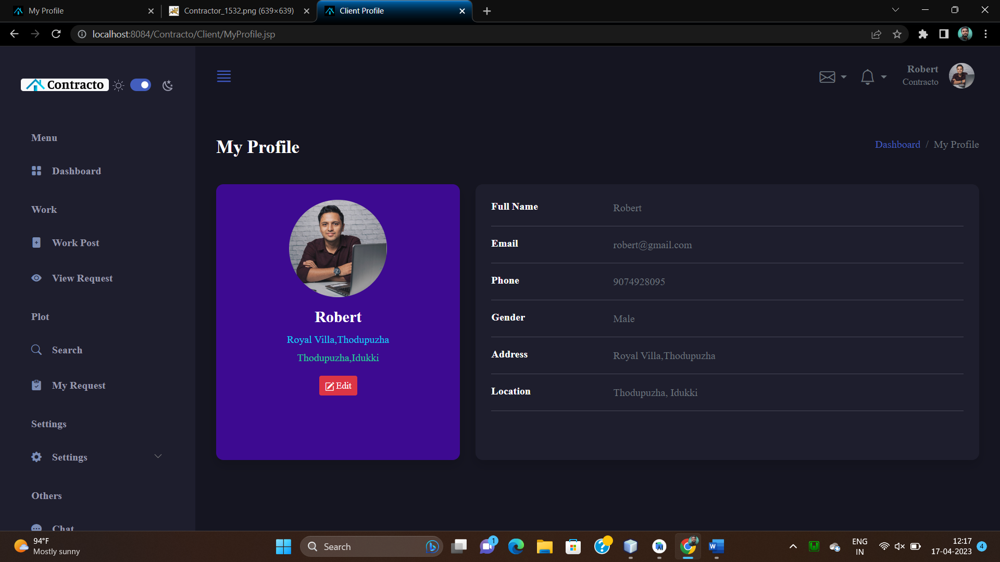 My Profile
Contractor_1532.png (639×639)
Client Profile
localhost:8084/Contracto/Client/MyProfile.jsp
Contracto
Robert
Contracto
Menu
Dashboard
Work
Work Post
View Request
Plot
Search
My Request
Settings
Settings
Others
Chat
My Profile
Dashboard / My Profile
Robert
Royal Villa,Thodupuzha
Thodupuzha,Idukki
Edit
Full Name Robert
Email robert@gmail.com
Phone 9074928095
Gender Male
Address Royal Villa,Thodupuzha
Location Thodupuzha, Idukki
94°F
Mostly sunny
Search
1
W
ENG
IN
12:17
17-04-2023
4